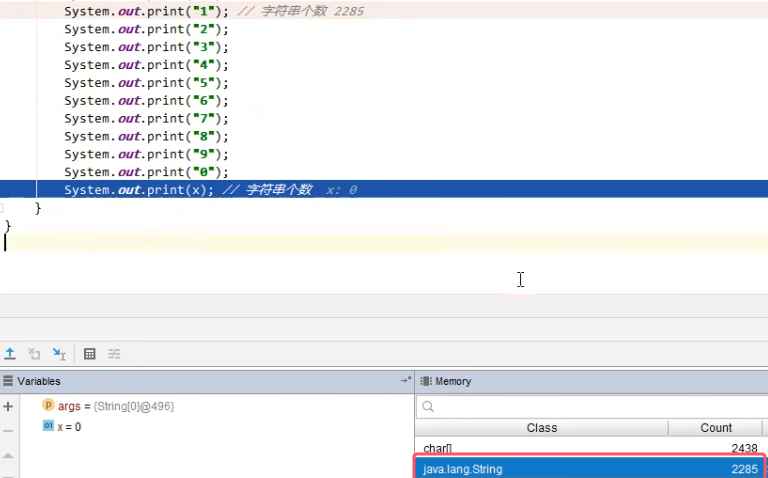 System.out.print("1"); // 字符串个数 2285
System.out.print("2");
System.out.print("3");
System.out.print("4");
System.out.print("5");
System.out.print("6");
System.out.print("7");
System.out.print("8");
System.out.print("9");
System.out.print("0");
System.out.print(x); // 字符串个数 x: 0
}
}
Variables
Memory
args = {String[0]@496}
x = 0
Class Count
char[] 2438
java.lang.String 2285